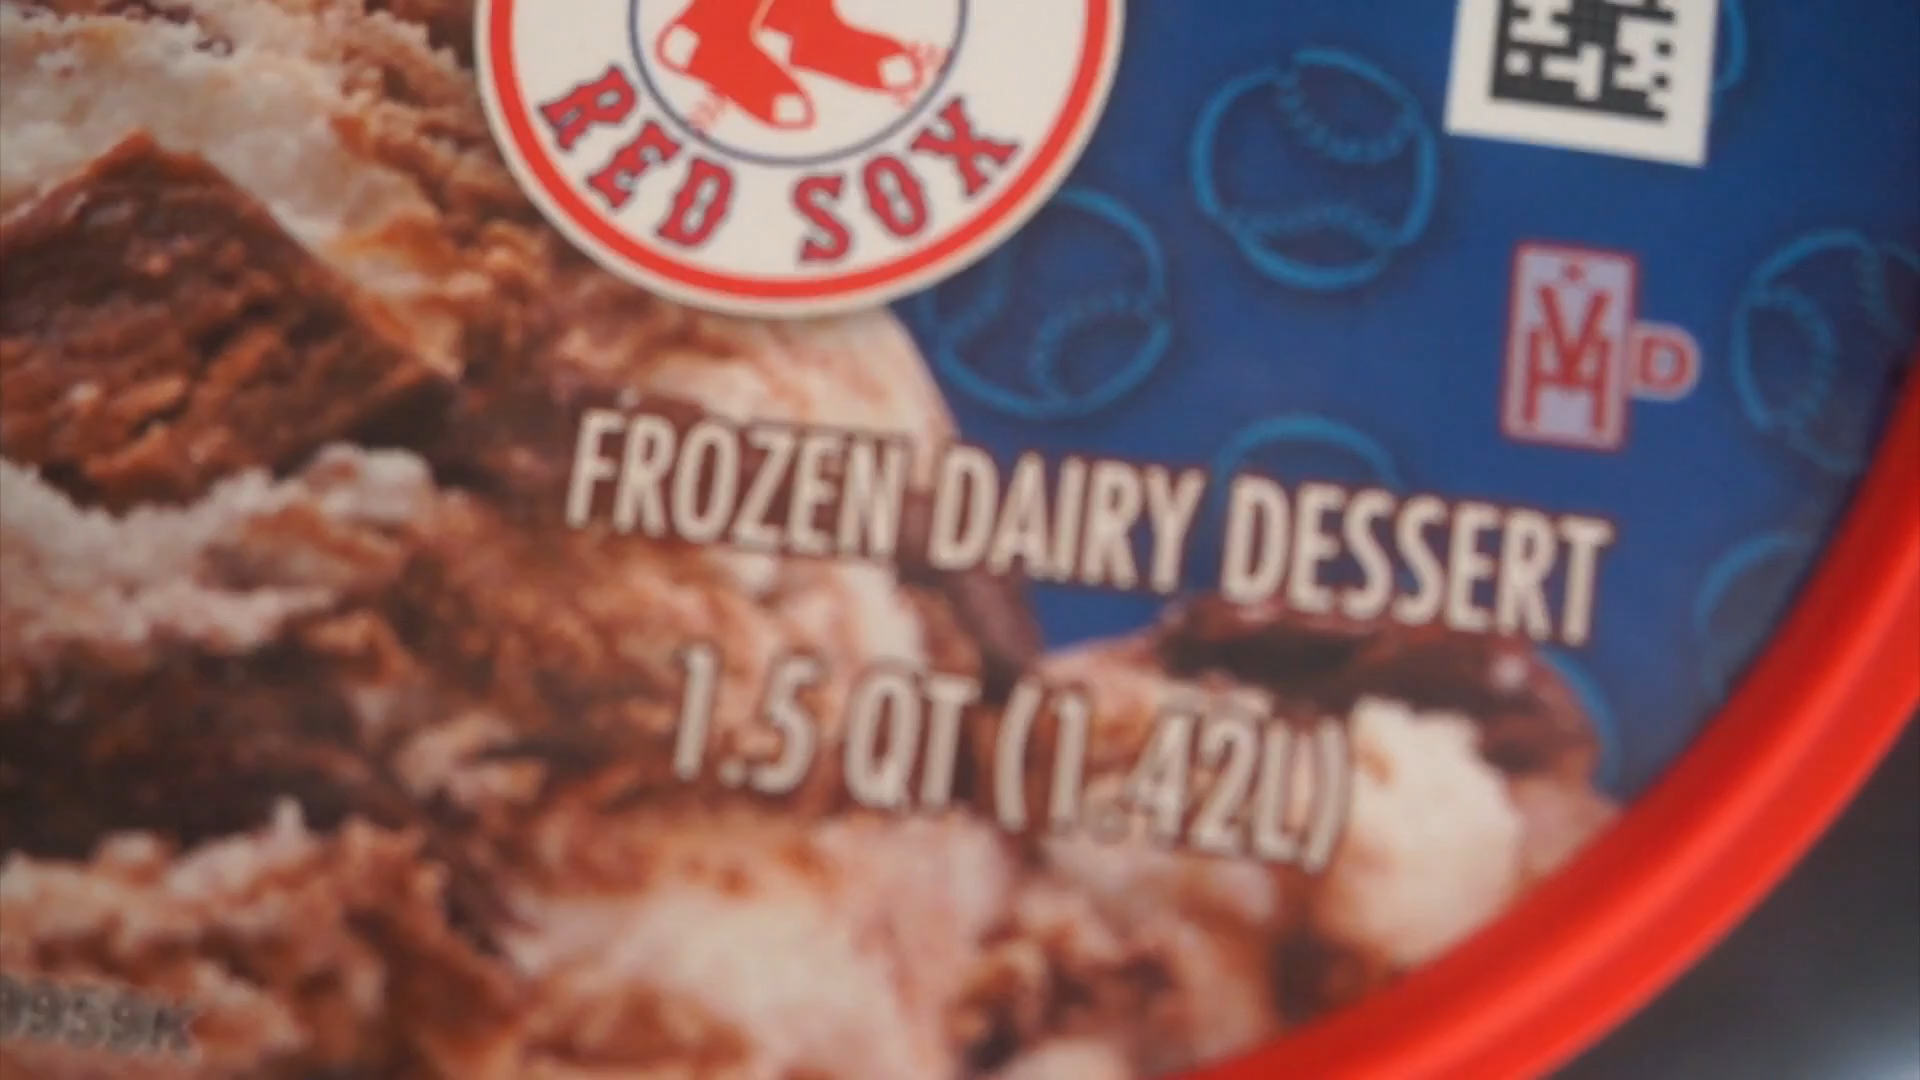 RED SOX
D
FROZEN DAIRY DESSERT
1.5 QT (1.42L)